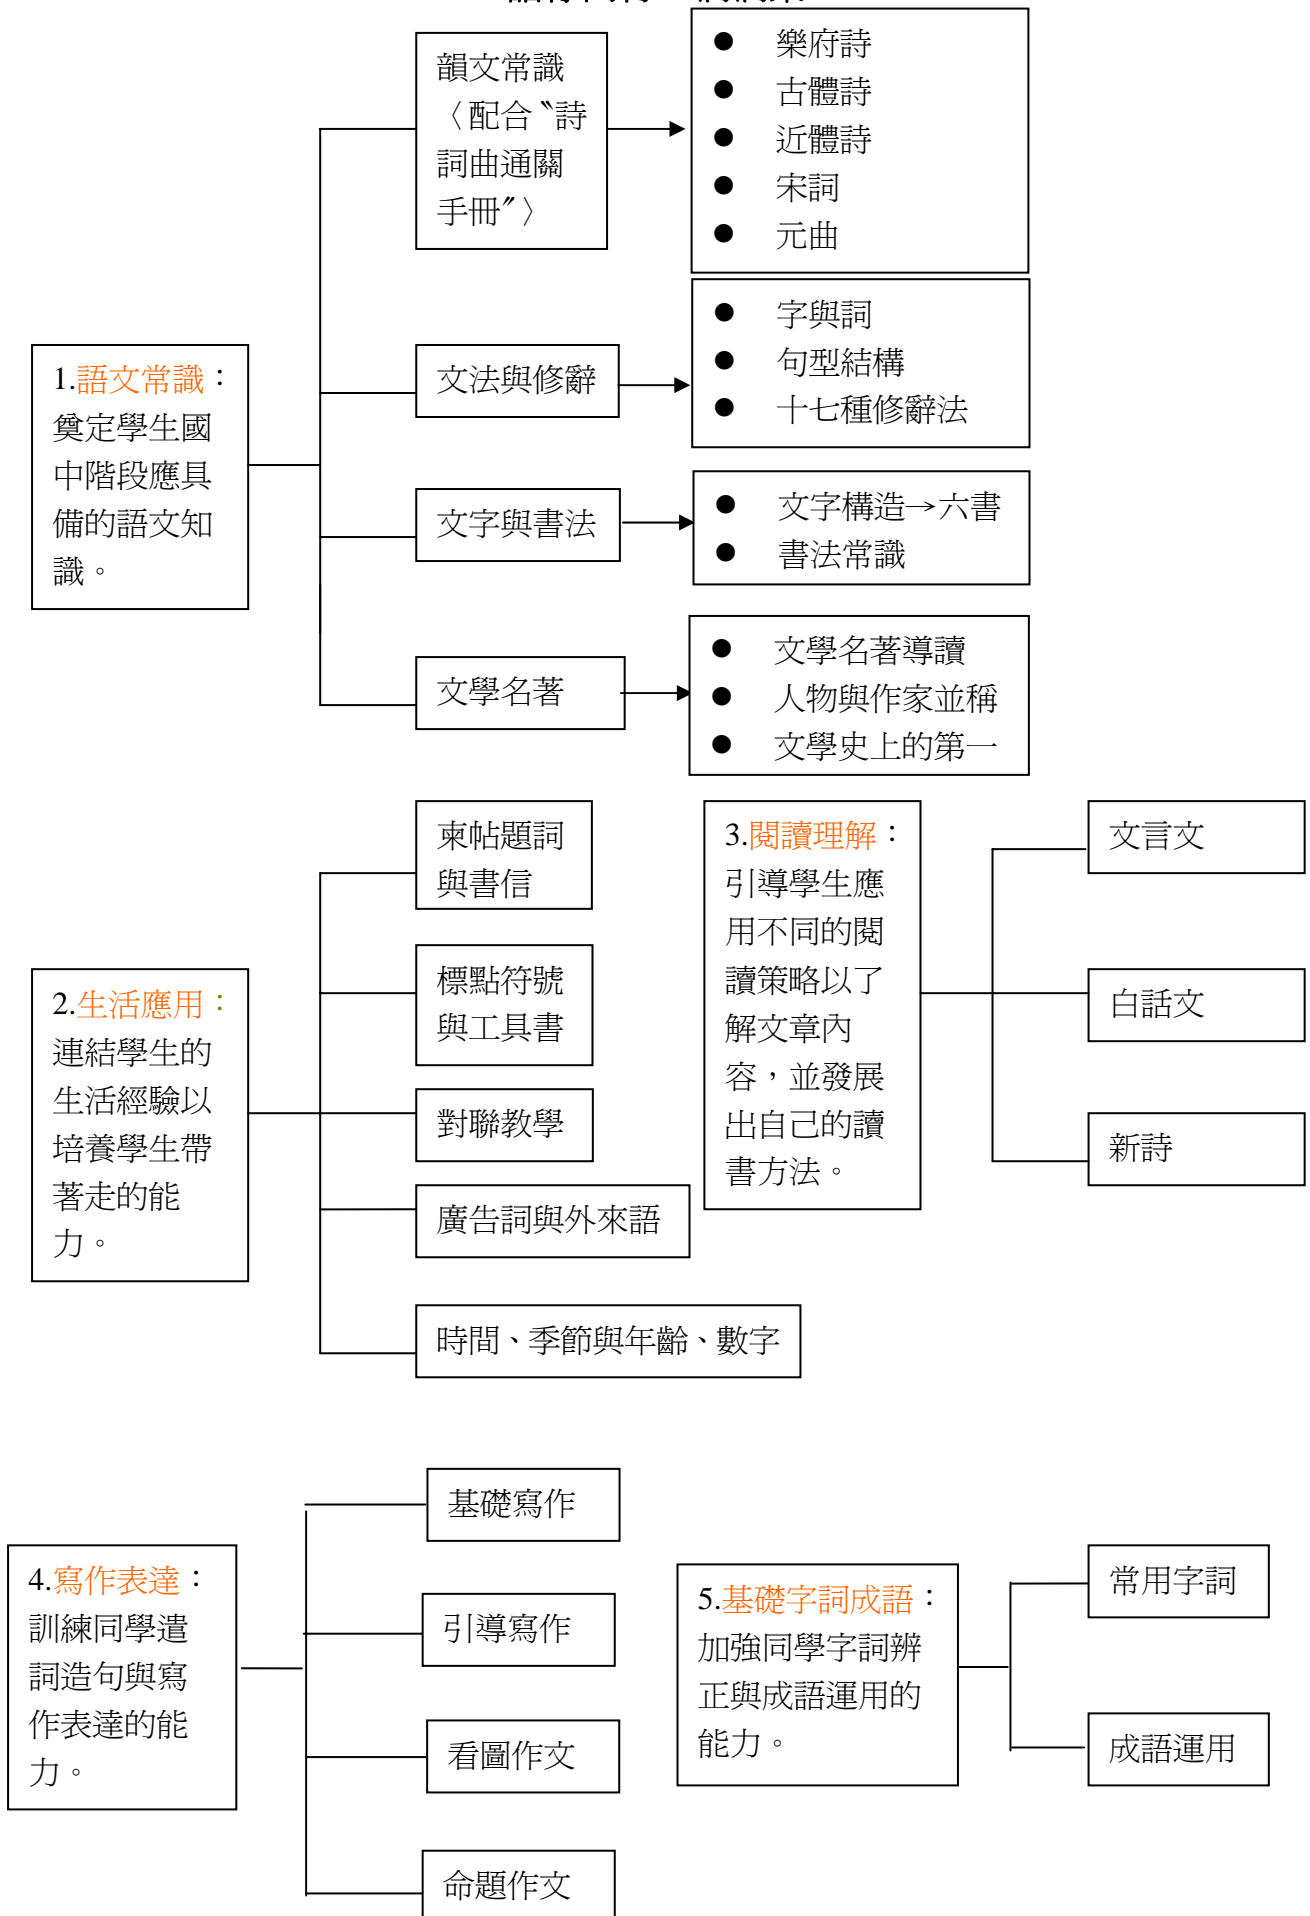 韻文常識
〈配合〝詩
詞曲通關
手冊〞〉
● 樂府詩
● 古體詩
● 近體詩
● 宋詞
● 元曲
1.語文常識：
奠定學生國
中階段應具
備的語文知
識。
文法與修辭
● 字與詞
● 句型結構
● 十七種修辭法
文字與書法
● 文字構造→六書
● 書法常識
文學名著
● 文學名著導讀
● 人物與作家並稱
● 文學史上的第一
2.生活應用：
連結學生的
生活經驗以
培養學生帶
著走的能
力。
柬帖題詞
與書信
標點符號
與工具書
對聯教學
廣告詞與外來語
時間、季節與年齡、數字
3.閱讀理解：
引導學生應
用不同的閱
讀策略以了
解文章內
容，並發展
出自己的讀
書方法。
文言文
白話文
新詩
4.寫作表達：
訓練同學遣
詞造句與寫
作表達的能
力。
基礎寫作
引導寫作
看圖作文
命題作文
5.基礎字詞成語：
加強同學字詞辨
正與成語運用的
能力。
常用字詞
成語運用